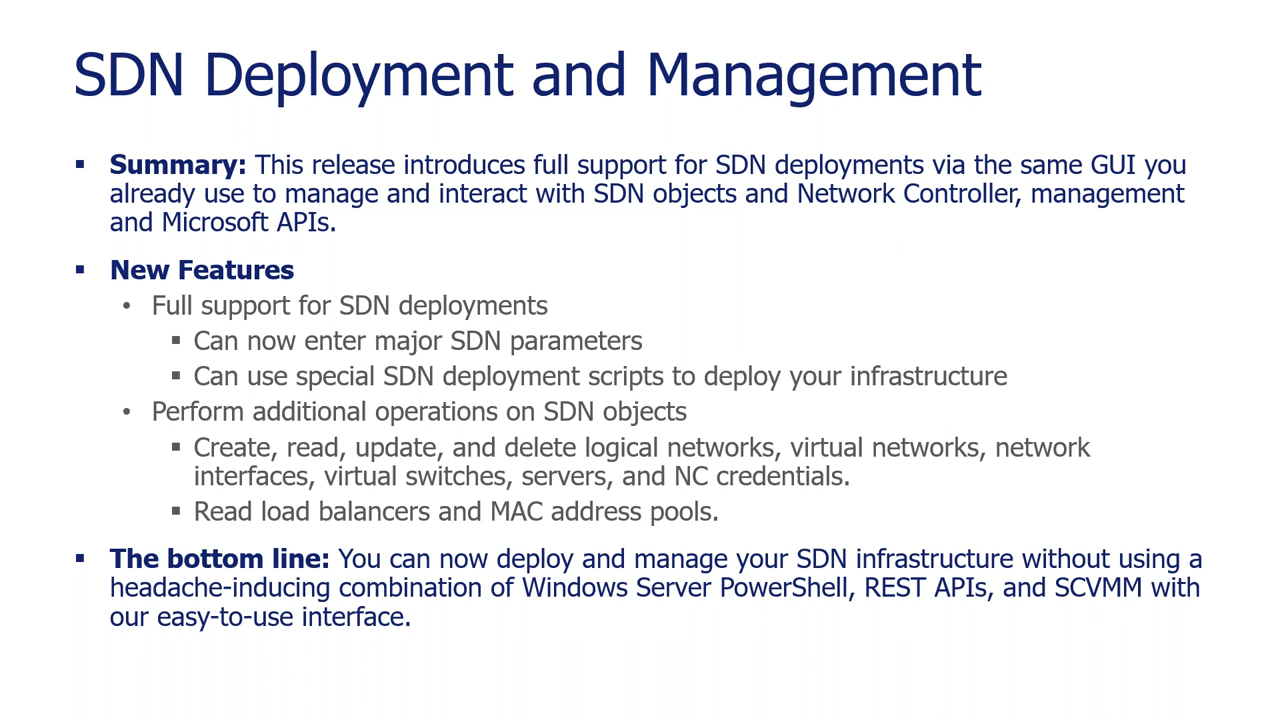 SDN Deployment and Management
▪ Summary: This release introduces full support for SDN deployments via the same GUI you
already use to manage and interact with SDN objects and Network Controller, management
and Microsoft APIs.
▪ New Features
• Full support for SDN deployments
▪ Can now enter major SDN parameters
▪ Can use special SDN deployment scripts to deploy your infrastructure
• Perform additional operations on SDN objects
▪ Create, read, update, and delete logical networks, virtual networks, network
interfaces, virtual switches, servers, and NC credentials.
▪ Read load balancers and MAC address pools.
▪ The bottom line: You can now deploy and manage your SDN infrastructure without using a
headache-inducing combination of Windows Server PowerShell, REST APIs, and SCVMM with
our easy-to-use interface.